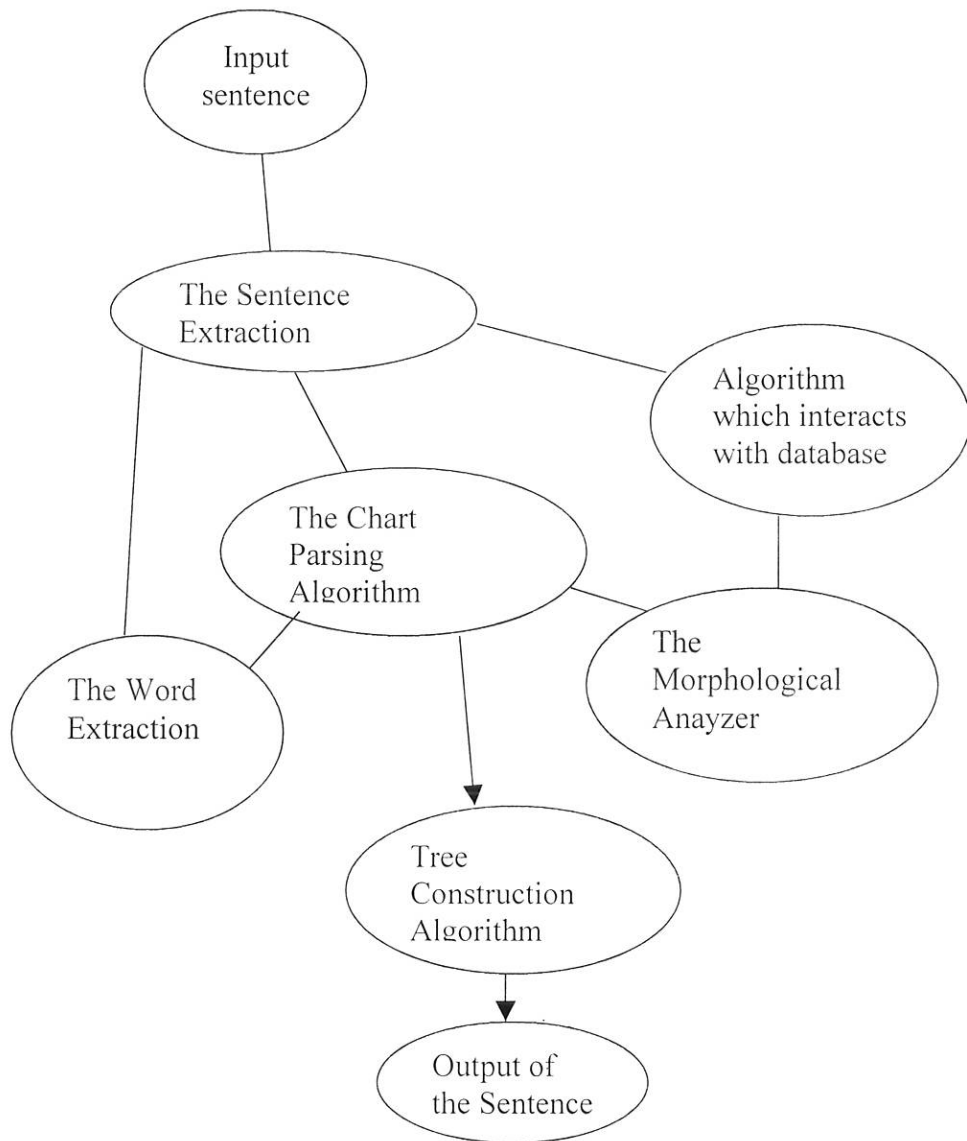 Input
sentence
The Sentence
Extraction
Algorithm
which interacts
with database
The Chart
Parsing
Algorithm
The Word
Extraction
The
Morphological
Anayzer
Tree
Construction
Algorithm
Output of
the Sentence